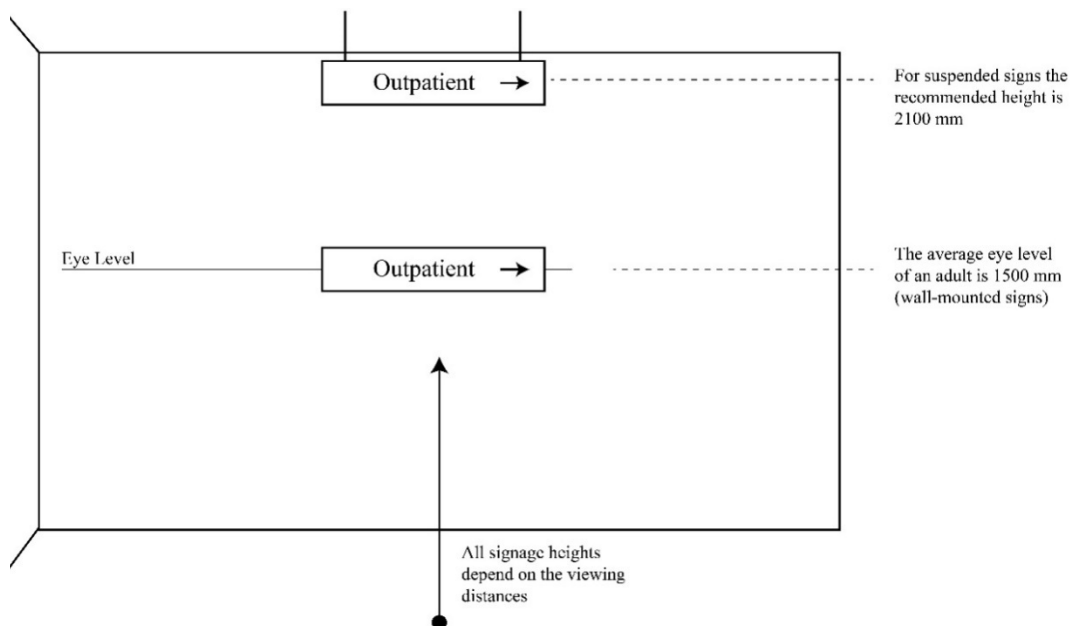 Outpatient →
For suspended signs the
recommended height is
2100 mm
Eye Level
Outpatient →
The average eye level
of an adult is 1500 mm
(wall-mounted signs)
All signage heights
depend on the viewing
distances